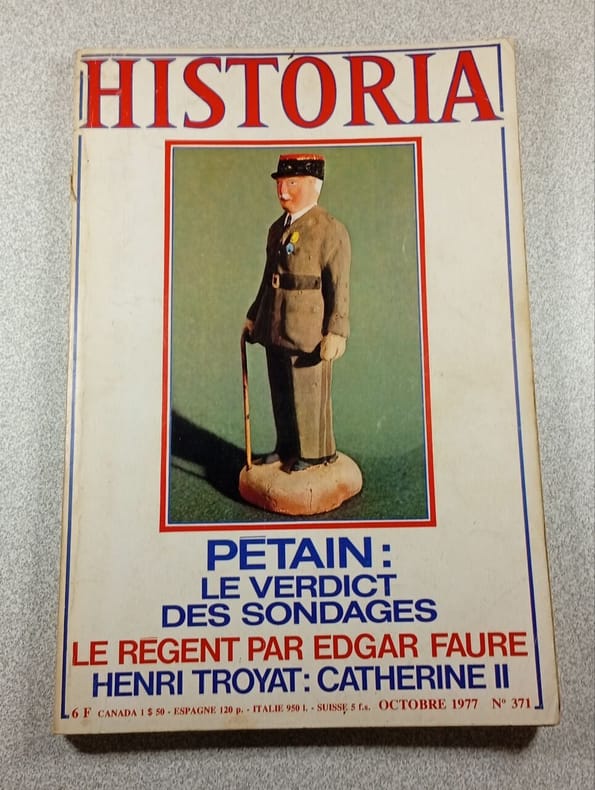 HISTORIA
PÉTAIN :
LE VERDICT
DES SONDAGES
LE RÉGENT PAR EDGAR FAURE
HENRI TROYAT : CATHERINE II
6 F CANADA 1 $ 50 - ESPAGNE 120 p. - ITALIE 950 l. - SUISSE 5 f.s. OCTOBRE 1977 N° 371